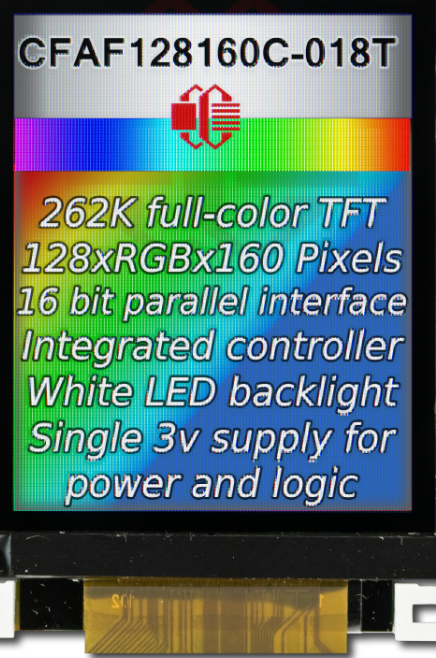 CFAF128160C-018T
262K full-color TFT
128xRGBx160 Pixels
16 bit parallel interface
Integrated controller
White LED backlight
Single 3v supply for
power and logic